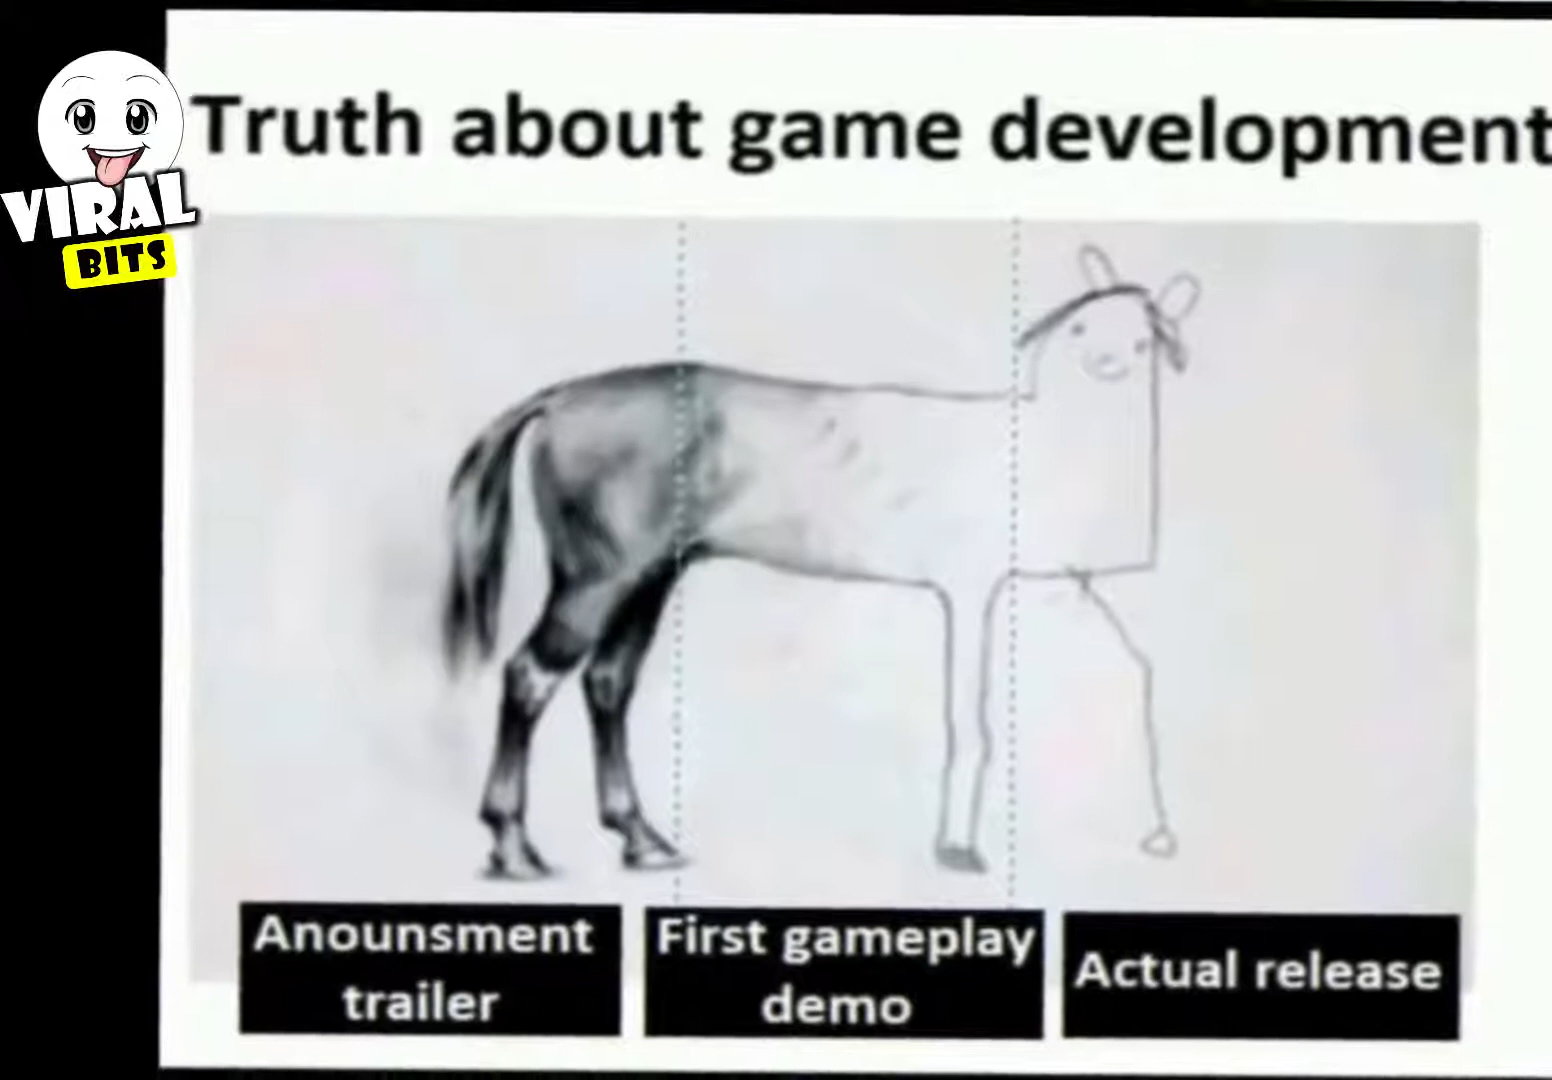 VIRAL
BITS
Truth about game development
Anounsment
trailer
First gameplay
demo
Actual release